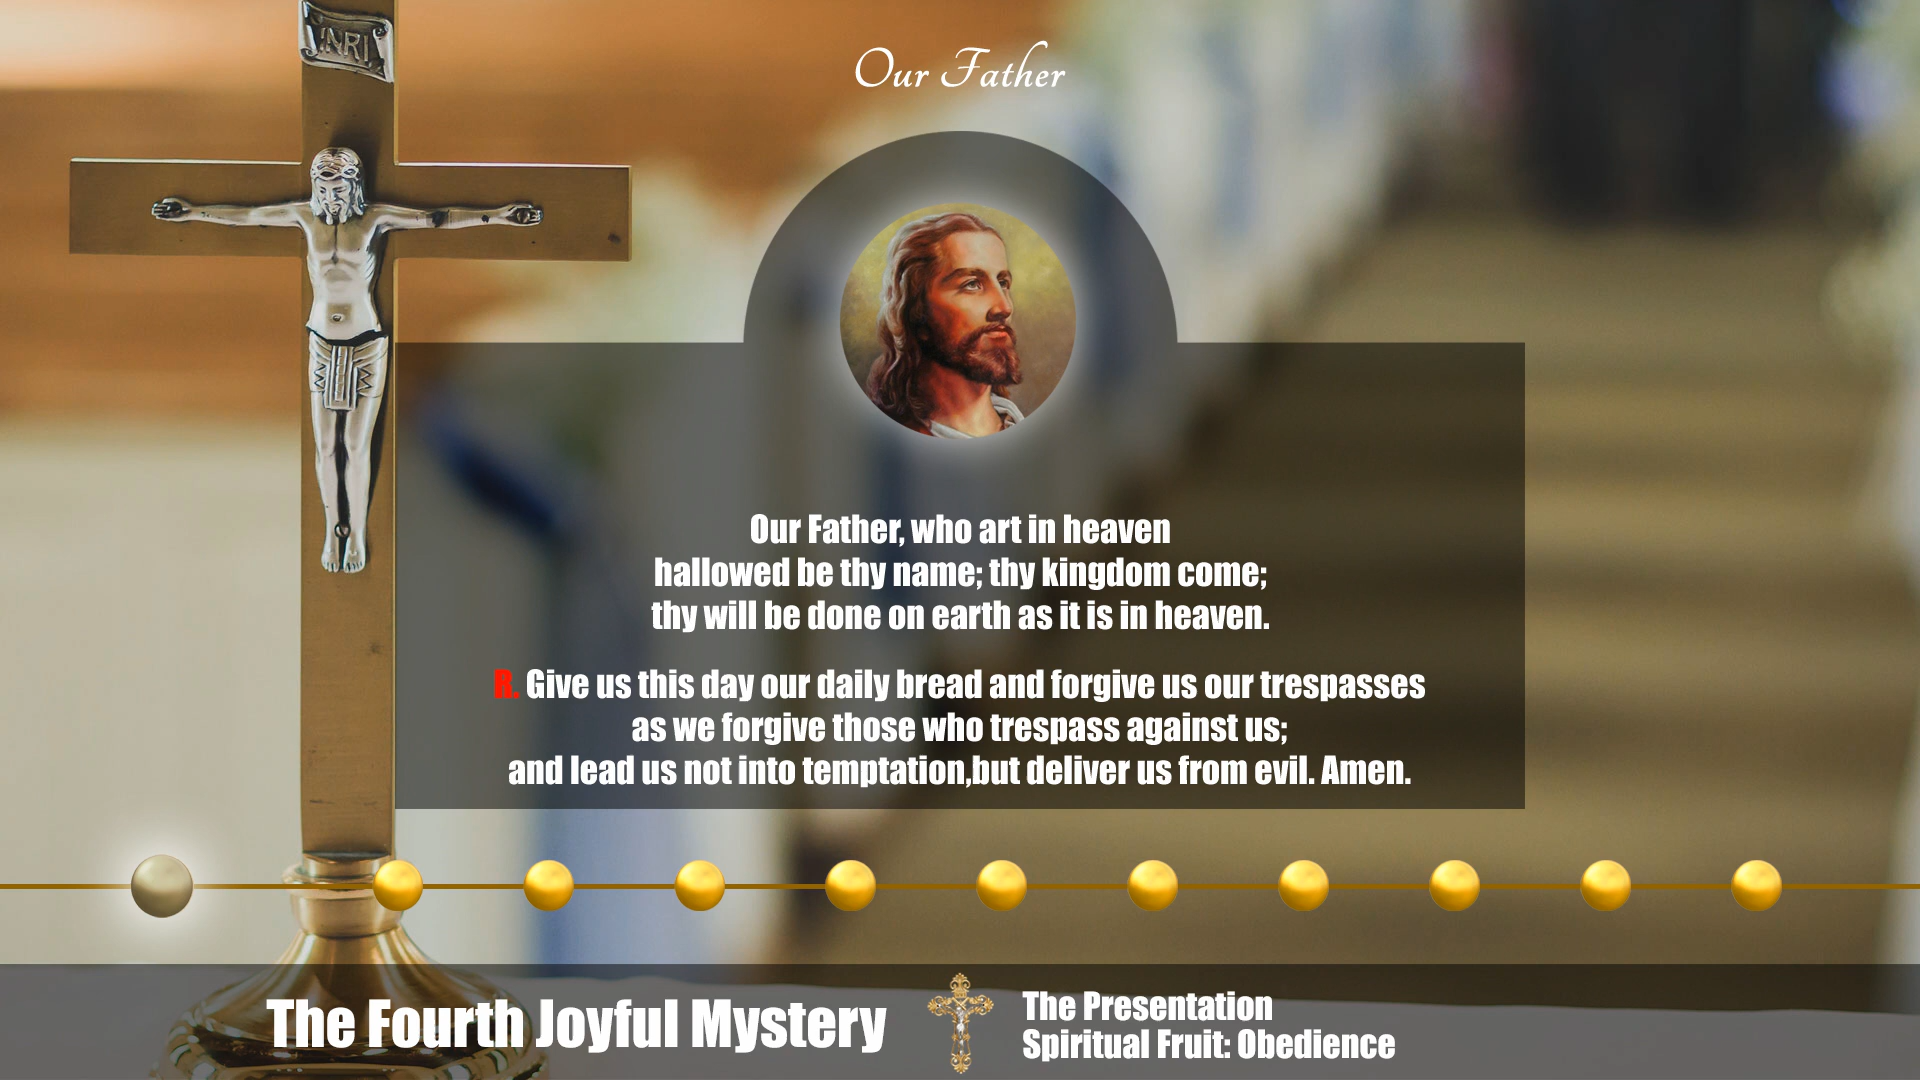 INRI
Our Father
Our Father, who art in heaven
hallowed be thy name; thy kingdom come;
thy will be done on earth as it is in heaven.
R. Give us this day our daily bread and forgive us our trespasses
as we forgive those who trespass against us;
and lead us not into temptation,but deliver us from evil. Amen.
The Fourth Joyful Mystery
The Presentation
Spiritual Fruit: Obedience